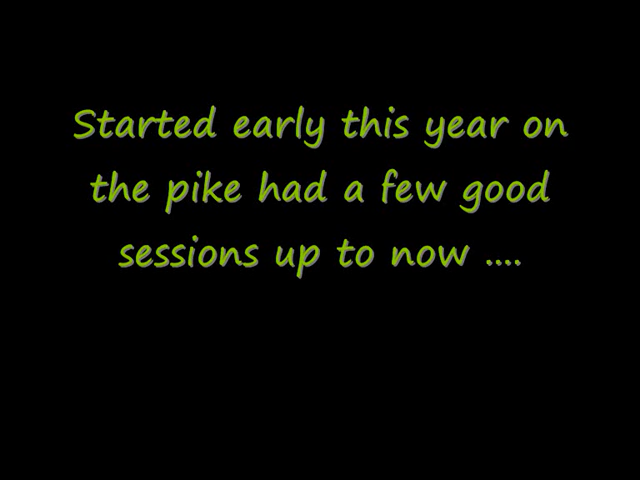 Started early this year on
the pike had a few good
sessions up to now ....